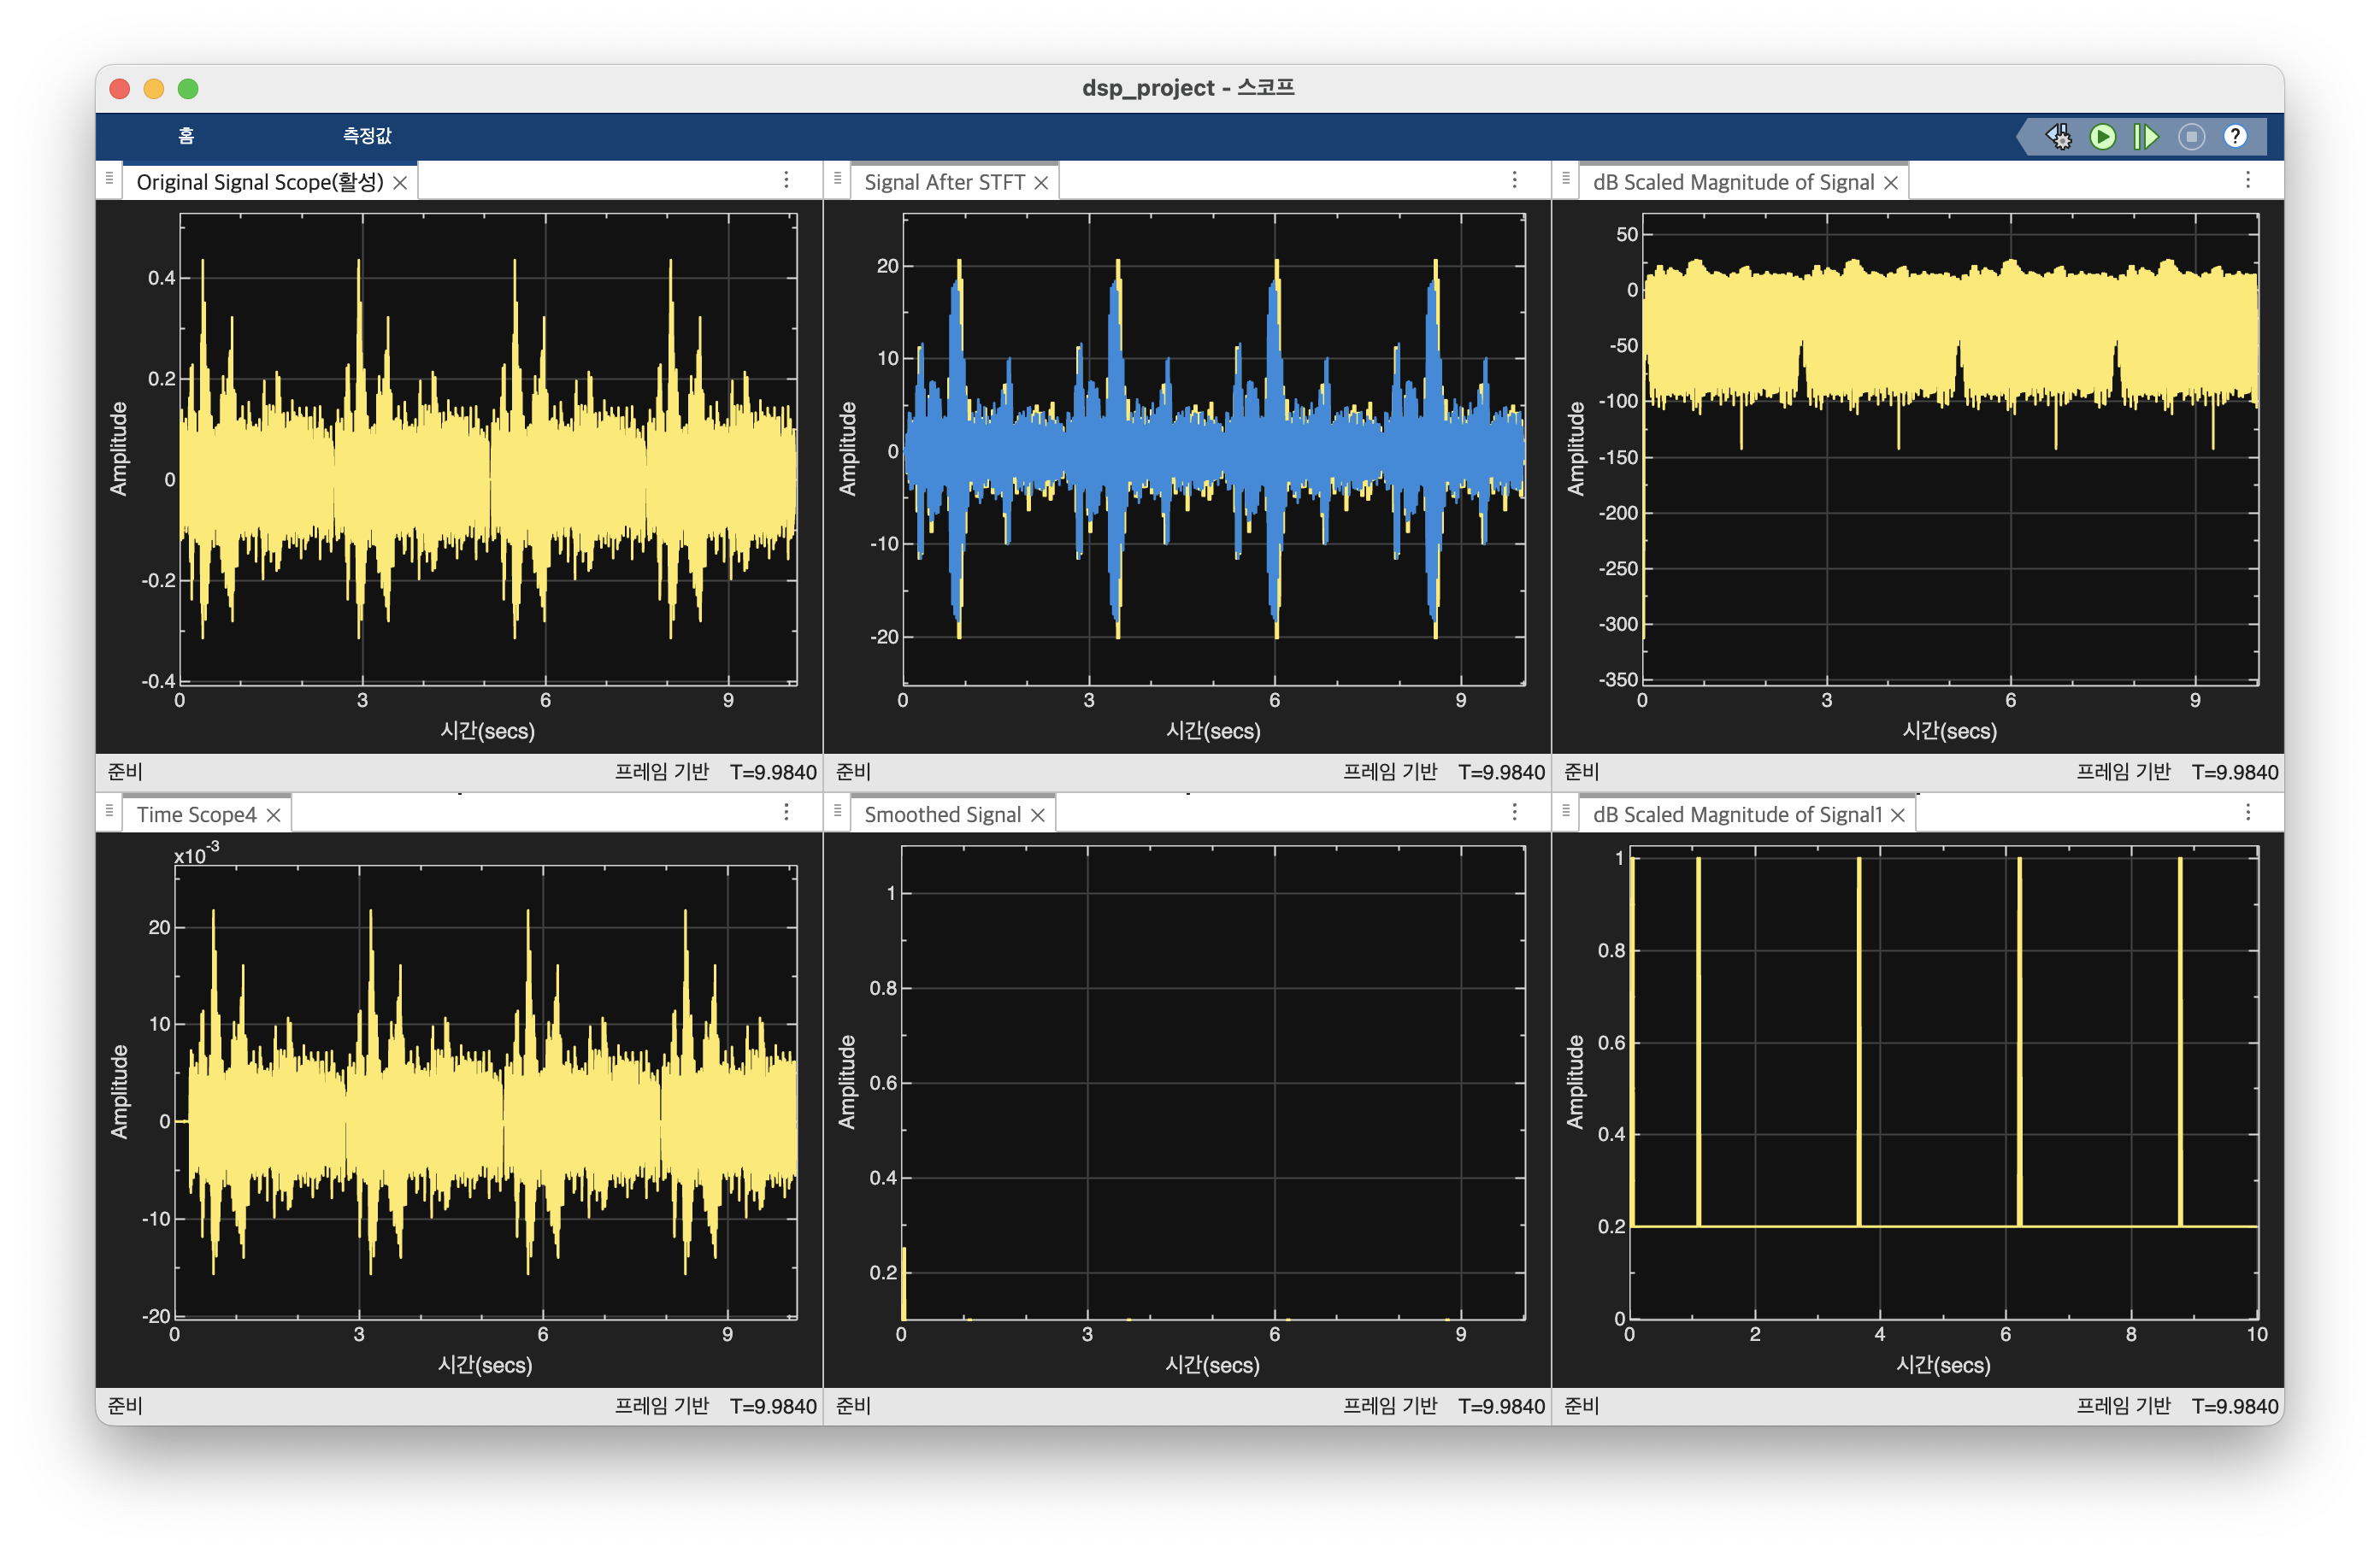 dsp_project - 스코프
홈 측정값
?
Original Signal Scope(활성)
0.4
0.2
0
-0.2
-0.4
Amplitude
0 3 6 9
시간(secs)
준비 프레임 기반 T=9.9840
Signal After STFT
20
10
0
-10
-20
Amplitude
0 3 6 9
시간(secs)
준비 프레임 기반 T=9.9840
dB Scaled Magnitude of Signal
50
0
-50
-100
-150
-200
-250
-300
-350
Amplitude
0 3 6 9
시간(secs)
준비 프레임 기반 T=9.9840
Time Scope4
x10-3
20
10
0
-10
-20
Amplitude
0 3 6 9
시간(secs)
준비 프레임 기반 T=9.9840
Smoothed Signal
1
0.8
0.6
0.4
0.2
Amplitude
0 3 6 9
시간(secs)
준비 프레임 기반 T=9.9840
dB Scaled Magnitude of Signal1
1
0.8
0.6
0.4
0.2
0
Amplitude
0 2 4 6 8 10
시간(secs)
준비 프레임 기반 T=9.9840